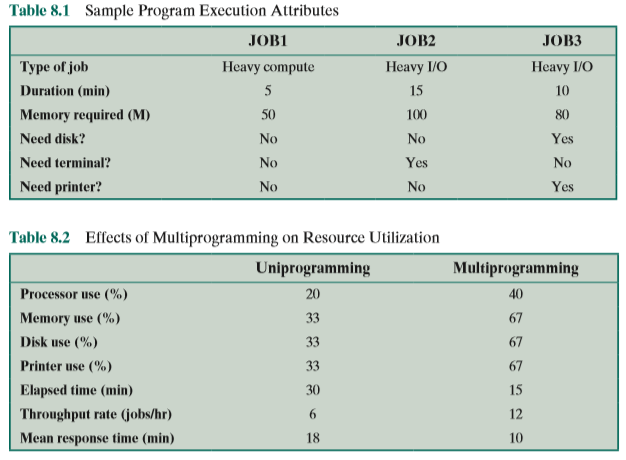 Table 8.1 Sample Program Execution Attributes
JOB1 JOB2 JOB3
Type of job Heavy compute Heavy I/O Heavy I/O
Duration (min) 5 15 10
Memory required (M) 50 100 80
Need disk? No No Yes
Need terminal? No Yes No
Need printer? No No Yes
Table 8.2 Effects of Multiprogramming on Resource Utilization
Uniprogramming Multiprogramming
Processor use (%) 20 40
Memory use (%) 33 67
Disk use (%) 33 67
Printer use (%) 33 67
Elapsed time (min) 30 15
Throughput rate (jobs/hr) 6 12
Mean response time (min) 18 10